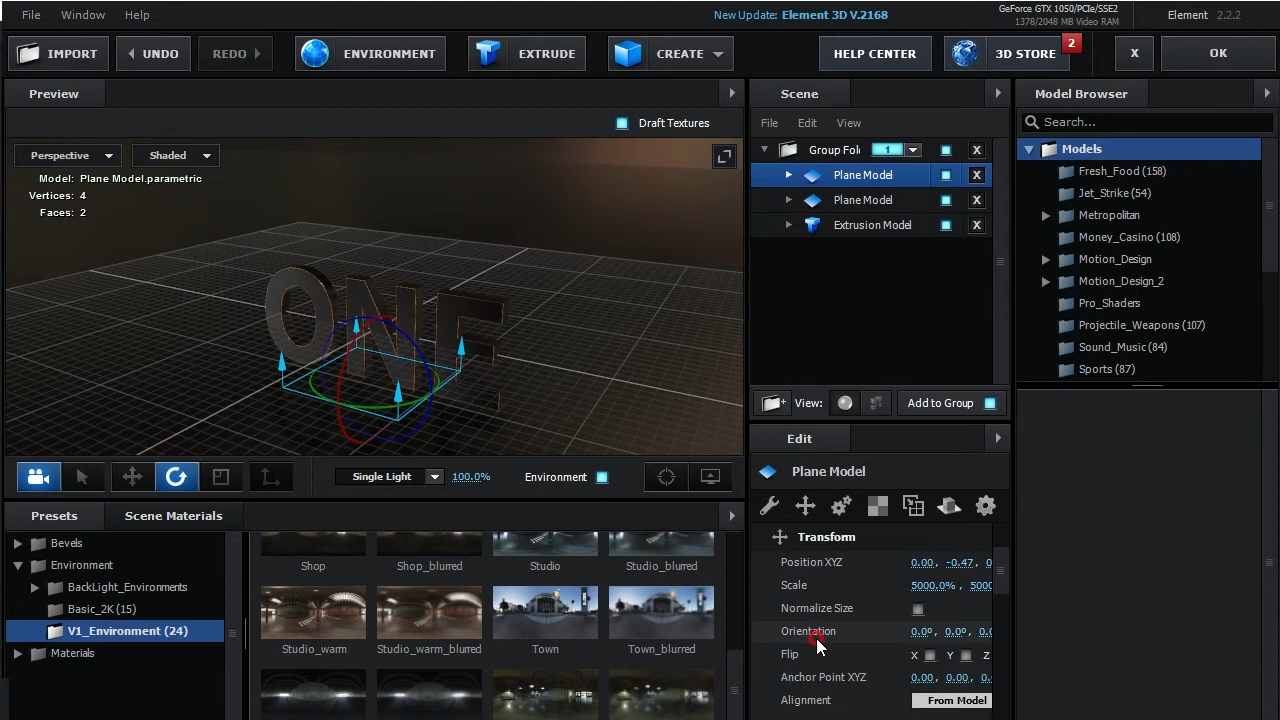 File Window Help New Update: Element 3D V.2168 GeForce GTX 1050/PCIe/SSE2
1378/2048 MB Video RAM Element 2.2.2
IMPORT UNDO REDO ENVIRONMENT EXTRUDE CREATE HELP CENTER 3D STORE 2 X OK
Preview
Draft Textures
Perspective Shaded
Model: Plane Model.parametric
Vertices: 4
Faces: 2
ONE
Single Light 100.0% Environment
Presets Scene Materials
Bevels
Environment
BackLight_Environments
Basic_2K (15)
V1_Environment (24)
Materials
Shop Shop_blurred Studio Studio_blurred
Studio_warm Studio_warm_blurred Town Town_blurred
Scene
File Edit View
Group Fol 1 X
Plane Model X
Plane Model X
Extrusion Model X
View: Add to Group
Edit
Plane Model
Transform
Position XYZ 0.00, -0.47, 0
Scale 5000.0% , 5000
Normalize Size
Orientation 0.0º, 0.0º, 0.0
Flip X Y Z
Anchor Point XYZ 0.00, 0.00, 0.
Alignment From Model
Model Browser
Search...
Models
Fresh_Food (158)
Jet_Strike (54)
Metropolitan
Money_Casino (108)
Motion_Design
Motion_Design_2
Pro_Shaders
Projectile_Weapons (107)
Sound_Music (84)
Sports (87)